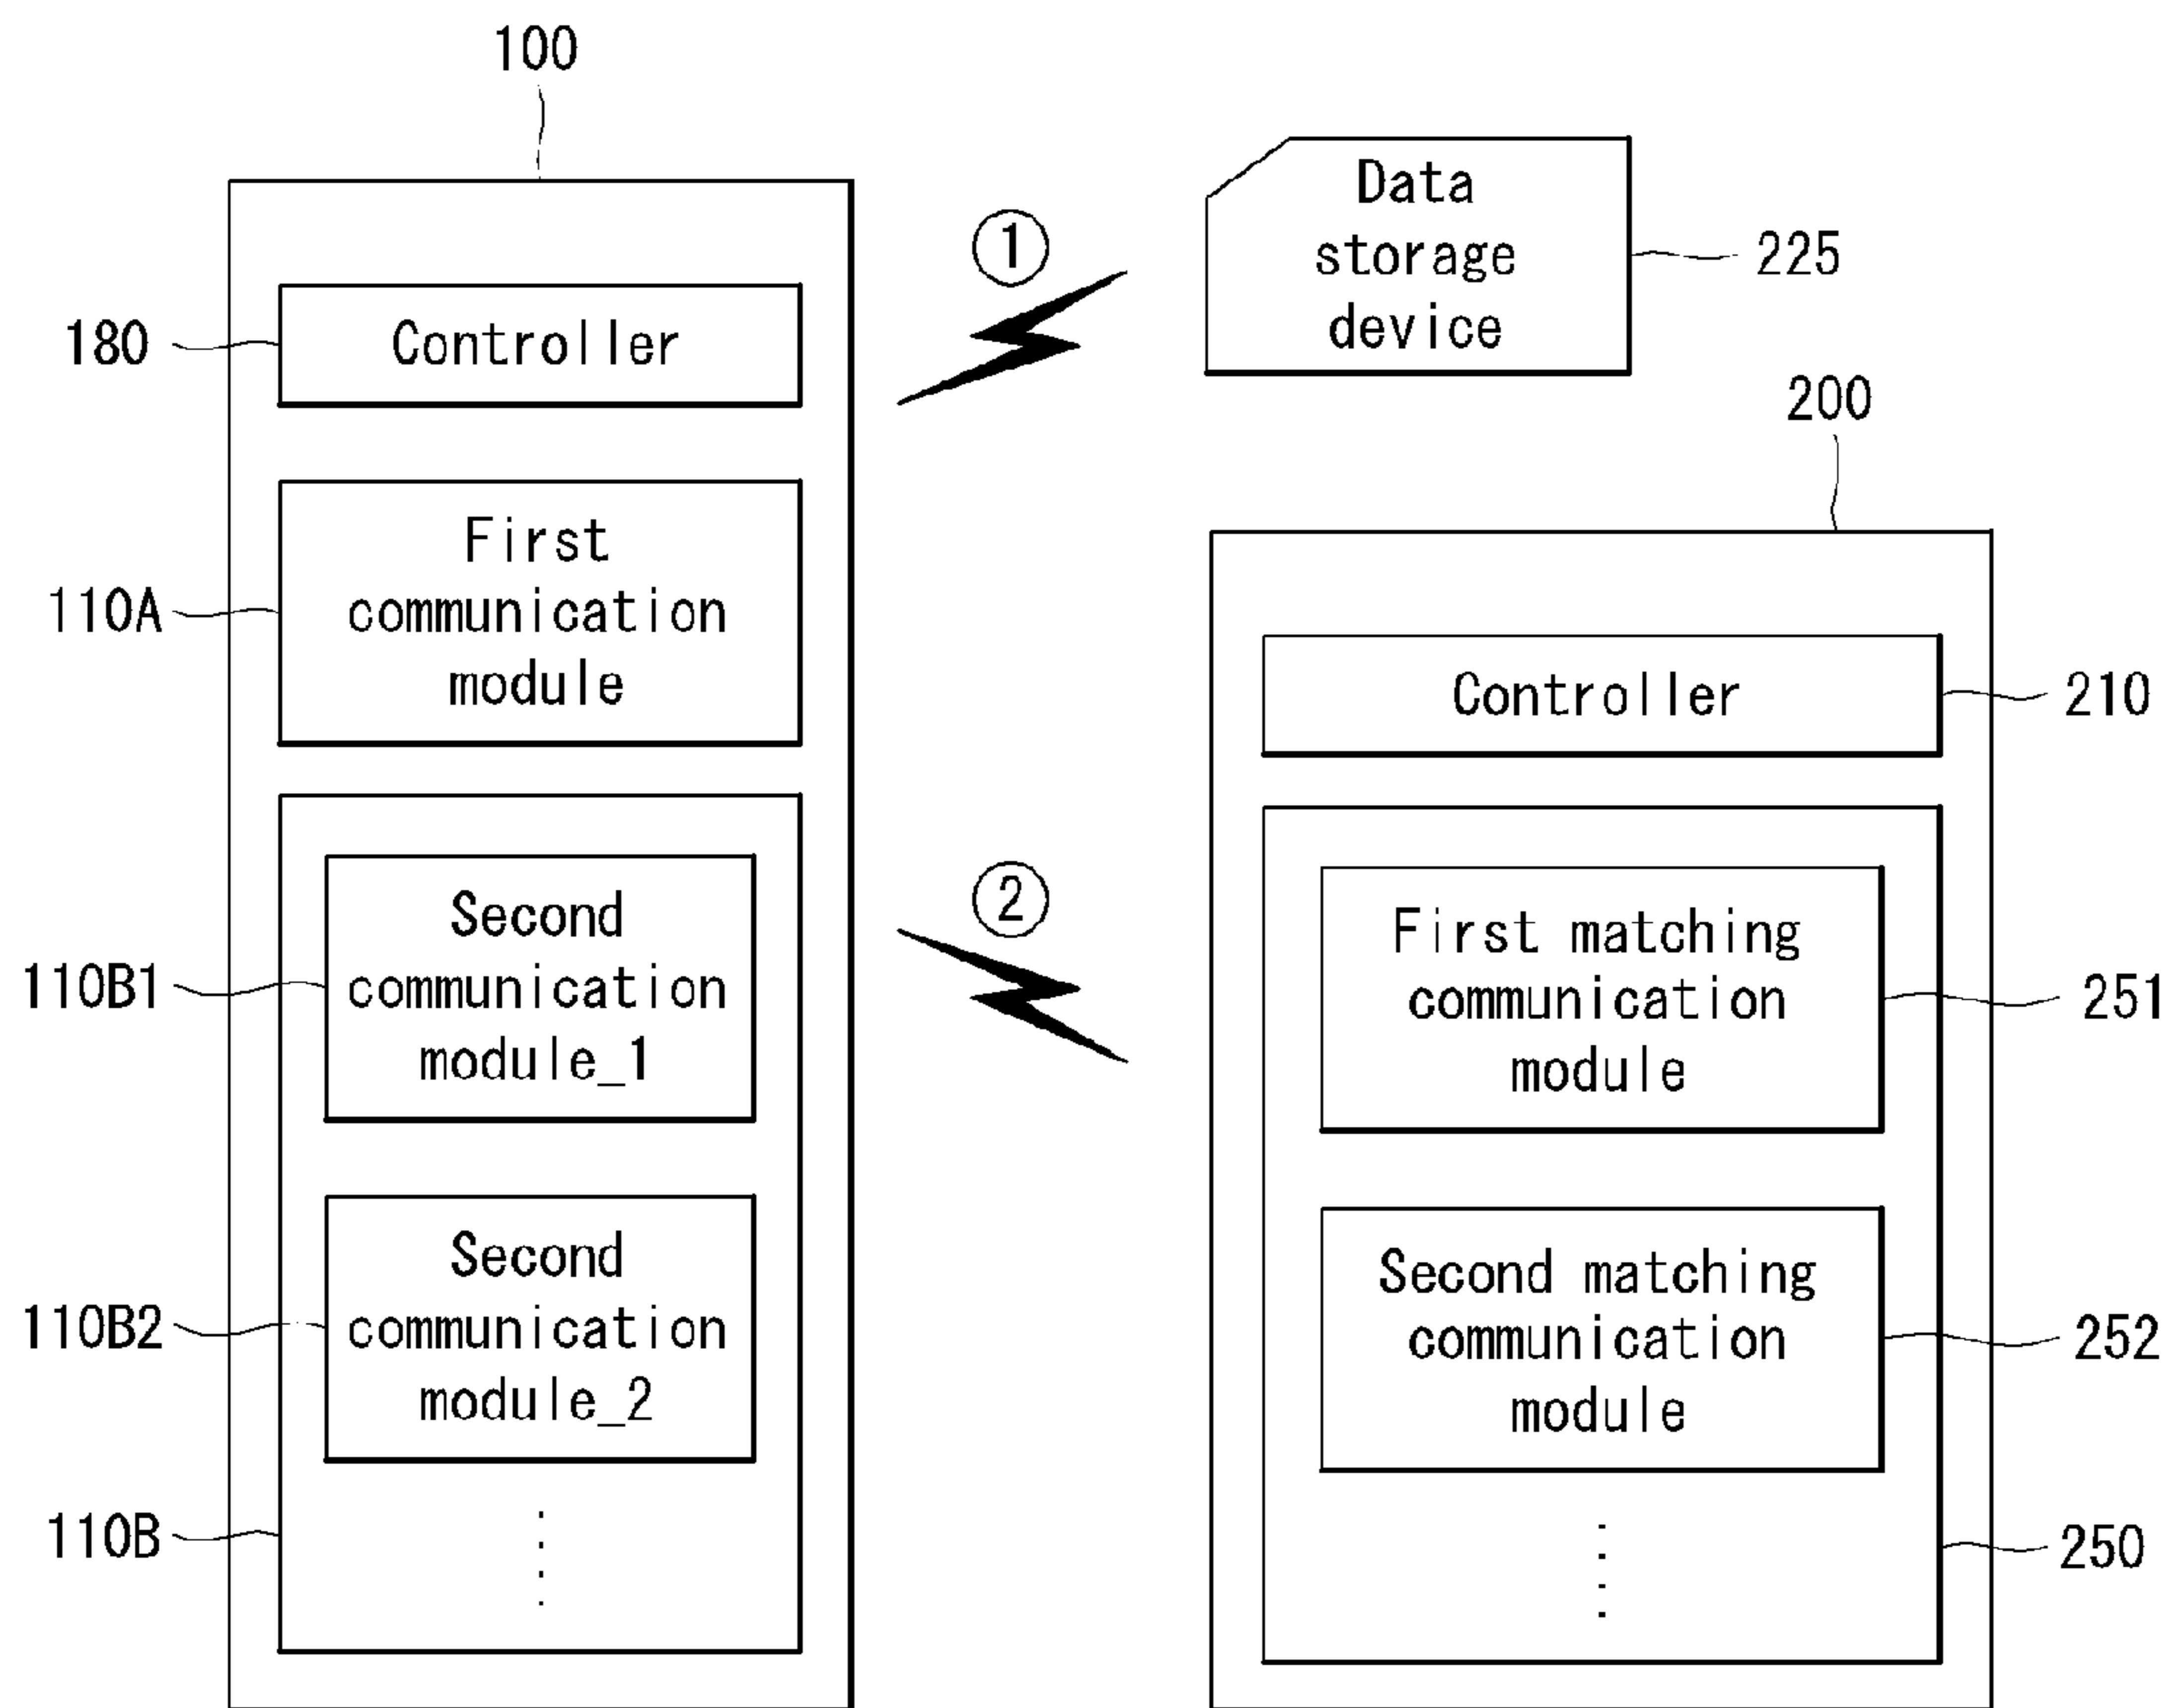 100
180
Controller
110A
First
communication
module
110B1
Second
communication
module_1
110B2
Second
communication
module_2
110B
1
2
Data
storage
device
225
200
Controller
210
First matching
communication
module
251
Second matching
communication
module
252
250